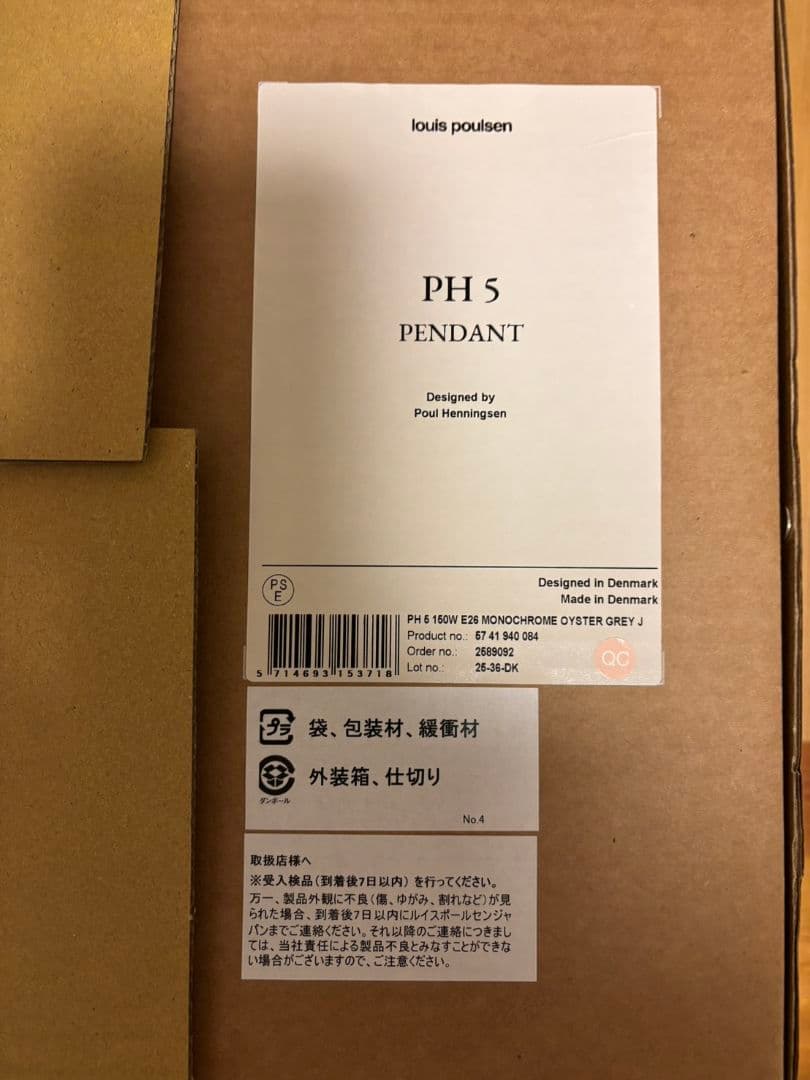 louis poulsen
PH 5
PENDANT
Designed by
Poul Henningsen
PS
E
Designed in Denmark
Made in Denmark
PH 5 150W E26 MONOCHROME OYSTER GREY J
Product no.: 57 41 940 084
Order no.: 2589092
Lot no.: 25-36-DK
QC
5 714693 153718
プラ 袋、包装材、緩衝材
外装箱、仕切り
ダンボール
No.4
取扱店様へ
※受入検品(到着後7日以内) を行ってください。
万一、製品外観に不良(傷、ゆがみ、割れなど)が見
られた場合、到着後7日以内にルイスポールセンジャ
パンまでご連絡ください。それ以降のご連絡につきまし
ては、当社責任による製品不良とみなすことができな
い場合がございますので、ご注意ください。